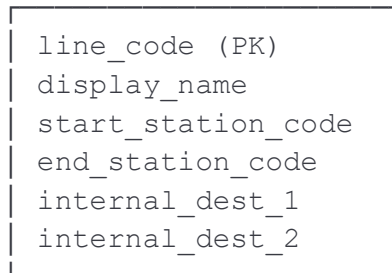 line_code (PK)
display_name
start_station_code
end_station_code
internal_dest_1
internal_dest_2